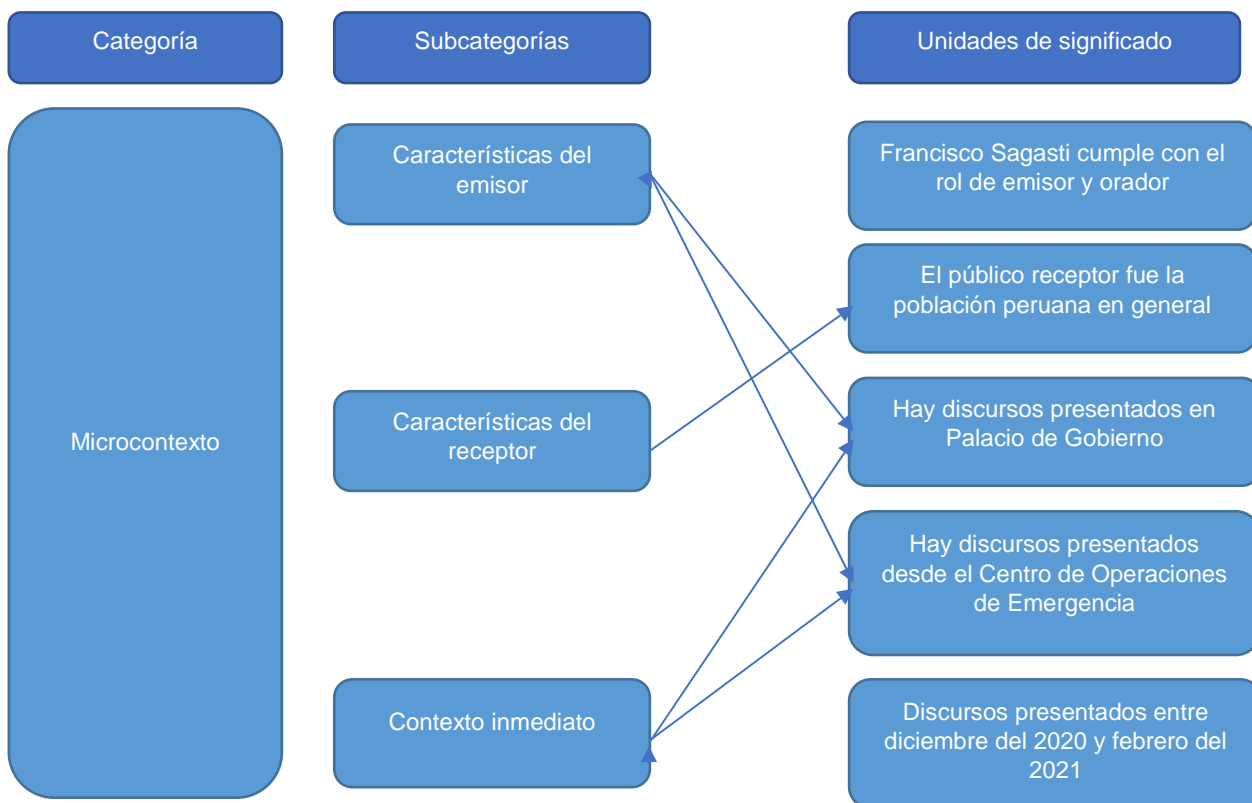 Categoría
Subcategorías
Unidades de significado
Microcontexto
Características del
emisor
Características del
receptor
Contexto inmediato
Francisco Sagasti cumple con el
rol de emisor y orador
El público receptor fue la
población peruana en general
Hay discursos presentados en
Palacio de Gobierno
Hay discursos presentados
desde el Centro de Operaciones
de Emergencia
Discursos presentados entre
diciembre del 2020 y febrero del
2021